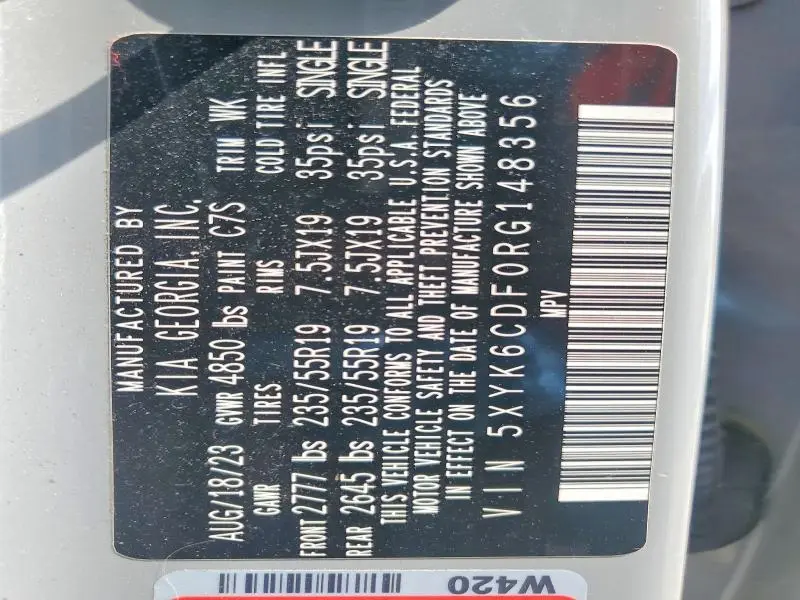 MANUFACTURED BY
KIA GEORGIA, INC.
AUG/18/23 GVWR 4850 lbs PAINT C7S TRIM WK
GAWR TIRES RIMS COLD TIRE INFL
FRONT 2777 lbs 235/55R19 7.5JX19 35psi SINGLE
REAR 2645 lbs 235/55R19 7.5JX19 35psi SINGLE
THIS VEHICLE CONFORMS TO ALL APPLICABLE U.S.A. FEDERAL
MOTOR VEHICLE SAFETY AND THEFT PREVENTION STANDARDS
IN EFFECT ON THE DATE OF MANUFACTURE SHOWN ABOVE
VIN 5XYK6CDF0RG148356
MPV
W420